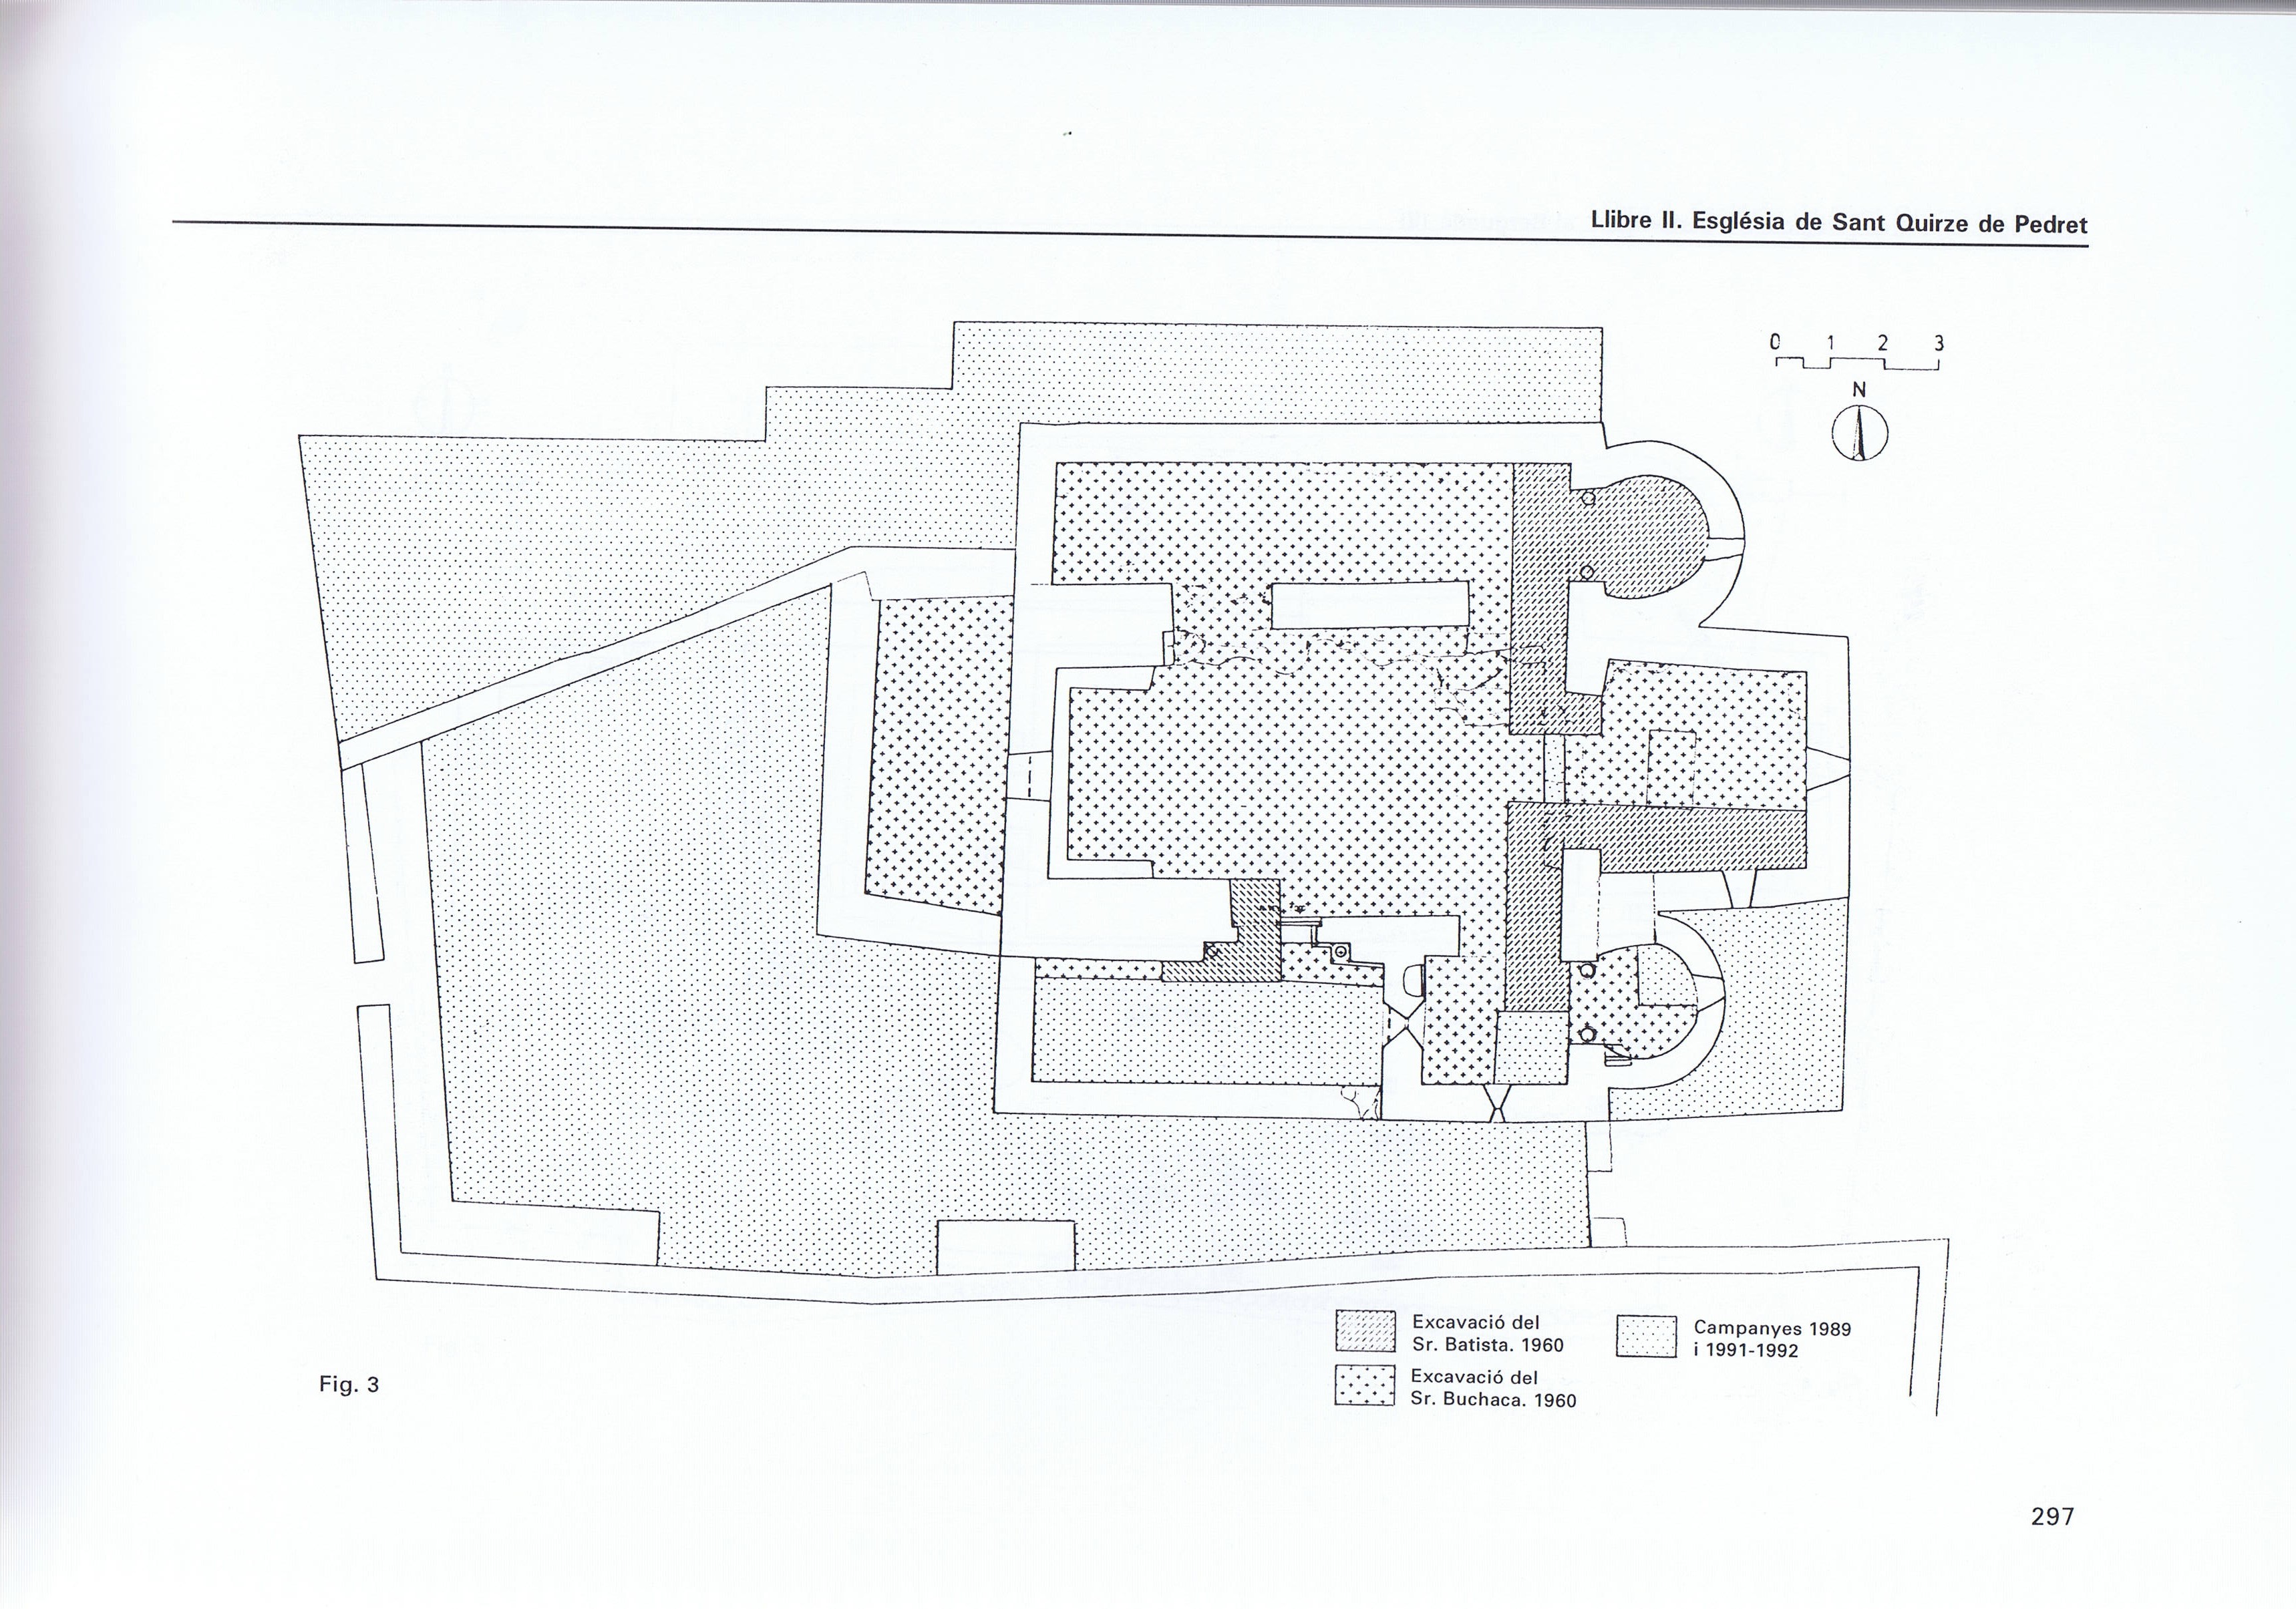 Llibre II. Església de Sant Quirze de Pedret
0 1 2 3
N
Excavació del
Sr. Batista. 1960
Excavació del
Sr. Buchaca. 1960
Campanyes 1989
i 1991-1992
Fig. 3
297